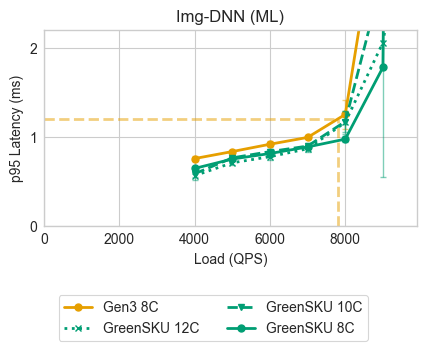 Img-DNN (ML)
p95 Latency (ms)
2
1
0
0 2000 4000 6000 8000
Load (QPS)
Gen3 8C GreenSKU 10C
GreenSKU 12C GreenSKU 8C